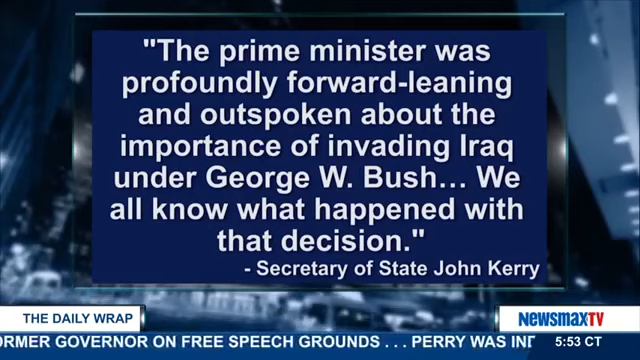 "The prime minister was
profoundly forward-leaning
and outspoken about the
importance of invading Iraq
under George W. Bush... We
all know what happened with
that decision."
- Secretary of State John Kerry
THE DAILY WRAP
NEWSMAXTV
ORMER GOVERNOR ON FREE SPEECH GROUNDS . . . PERRY WAS IND
5:53 CT